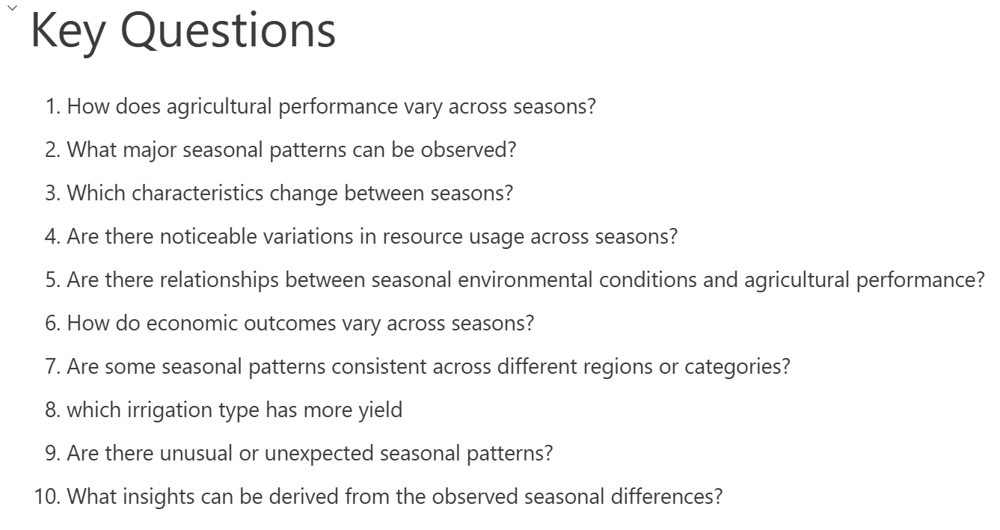 Key Questions
1. How does agricultural performance vary across seasons?
2. What major seasonal patterns can be observed?
3. Which characteristics change between seasons?
4. Are there noticeable variations in resource usage across seasons?
5. Are there relationships between seasonal environmental conditions and agricultural performance?
6. How do economic outcomes vary across seasons?
7. Are some seasonal patterns consistent across different regions or categories?
8. which irrigation type has more yield
9. Are there unusual or unexpected seasonal patterns?
10. What insights can be derived from the observed seasonal differences?